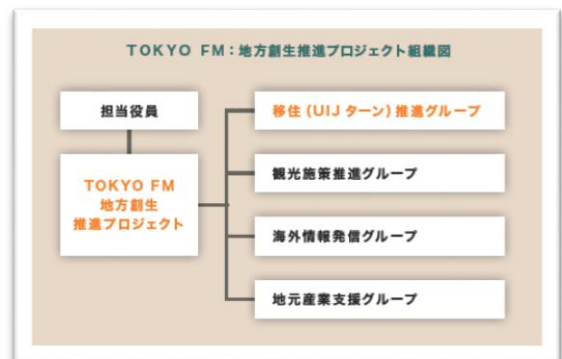 TOKYO FM:地方創生推進プロジェクト組織図
担当役員
TOKYO FM
地方創生
推進プロジェクト
移住(UIJターン)推進グループ
観光施策推進グループ
海外情報発信グループ
地元産業支援グループ